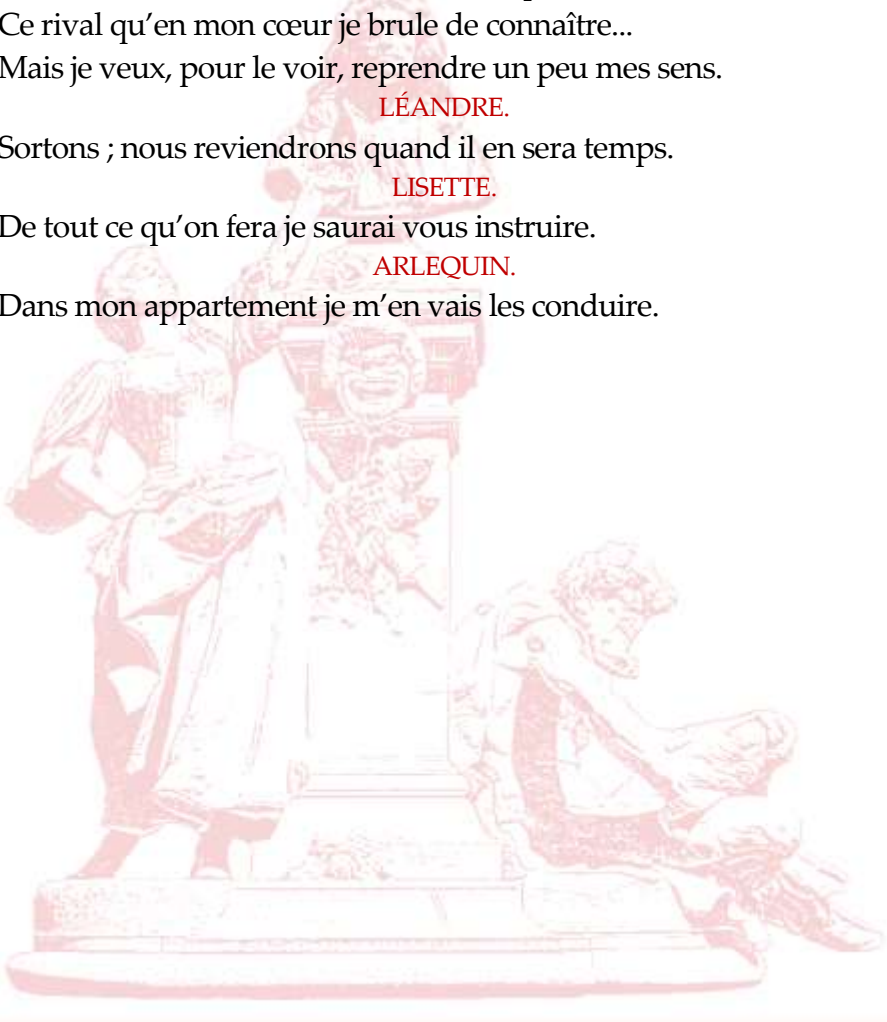 Ce rival qu'en mon cœur je brule de connaître...
Mais je veux, pour le voir, reprendre un peu mes sens.
LÉANDRE.
Sortons ; nous reviendrons quand il en sera temps.
LISETTE.
De tout ce qu'on fera je saurai vous instruire.
ARLEQUIN.
Dans mon appartement je m'en vais les conduire.